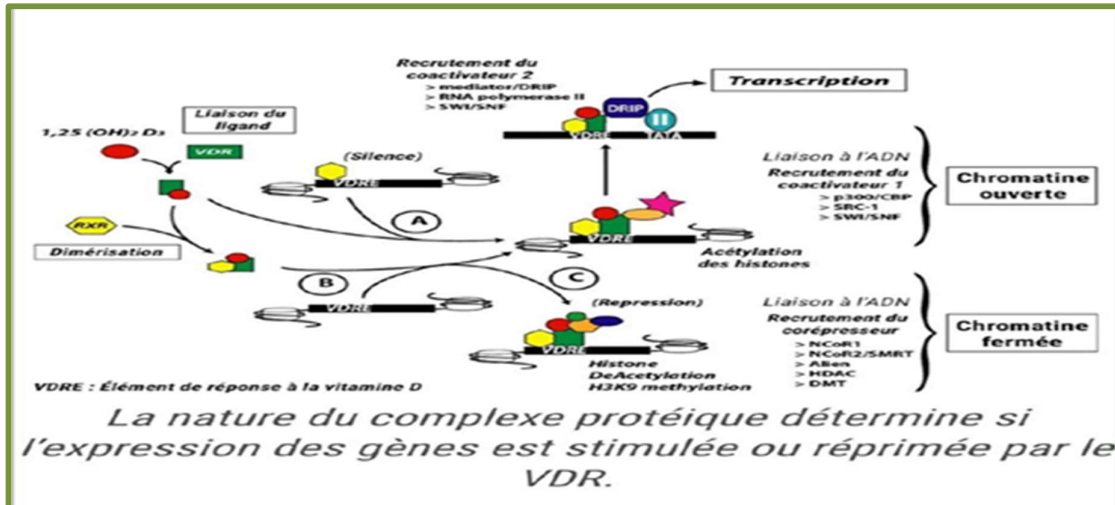 Recrutement du
coactivateur 2
> mediator/DRIP
> RNA polymerase II
> SWI/SNF
Transcription
DRIP
II
VDRE
TATA
Liaison du
ligand
1,25 (OH)₂ D₃
VDR
(Silence)
VDRE
A
RXR
Dimérisation
B
VDRE
C
VDRE
Acétylation
des histones
Liaison à l'ADN
Recrutement du
coactivateur 1
> p300/CBP
> SRC-1
> SWI/SNF
Chromatine
ouverte
(Repression)
VDRE
Histone
DeAcetylation
H3K9 methylation
Liaison à l'ADN
Recrutement du
corépresseur
> NCoR1
> NCoR2/SMRT
> Alien
> HDAC
> DMT
Chromatine
fermée
VDRE : Élément de réponse à la vitamine D
La nature du complexe protéique détermine si
l'expression des gènes est stimulée ou réprimée par le
VDR.